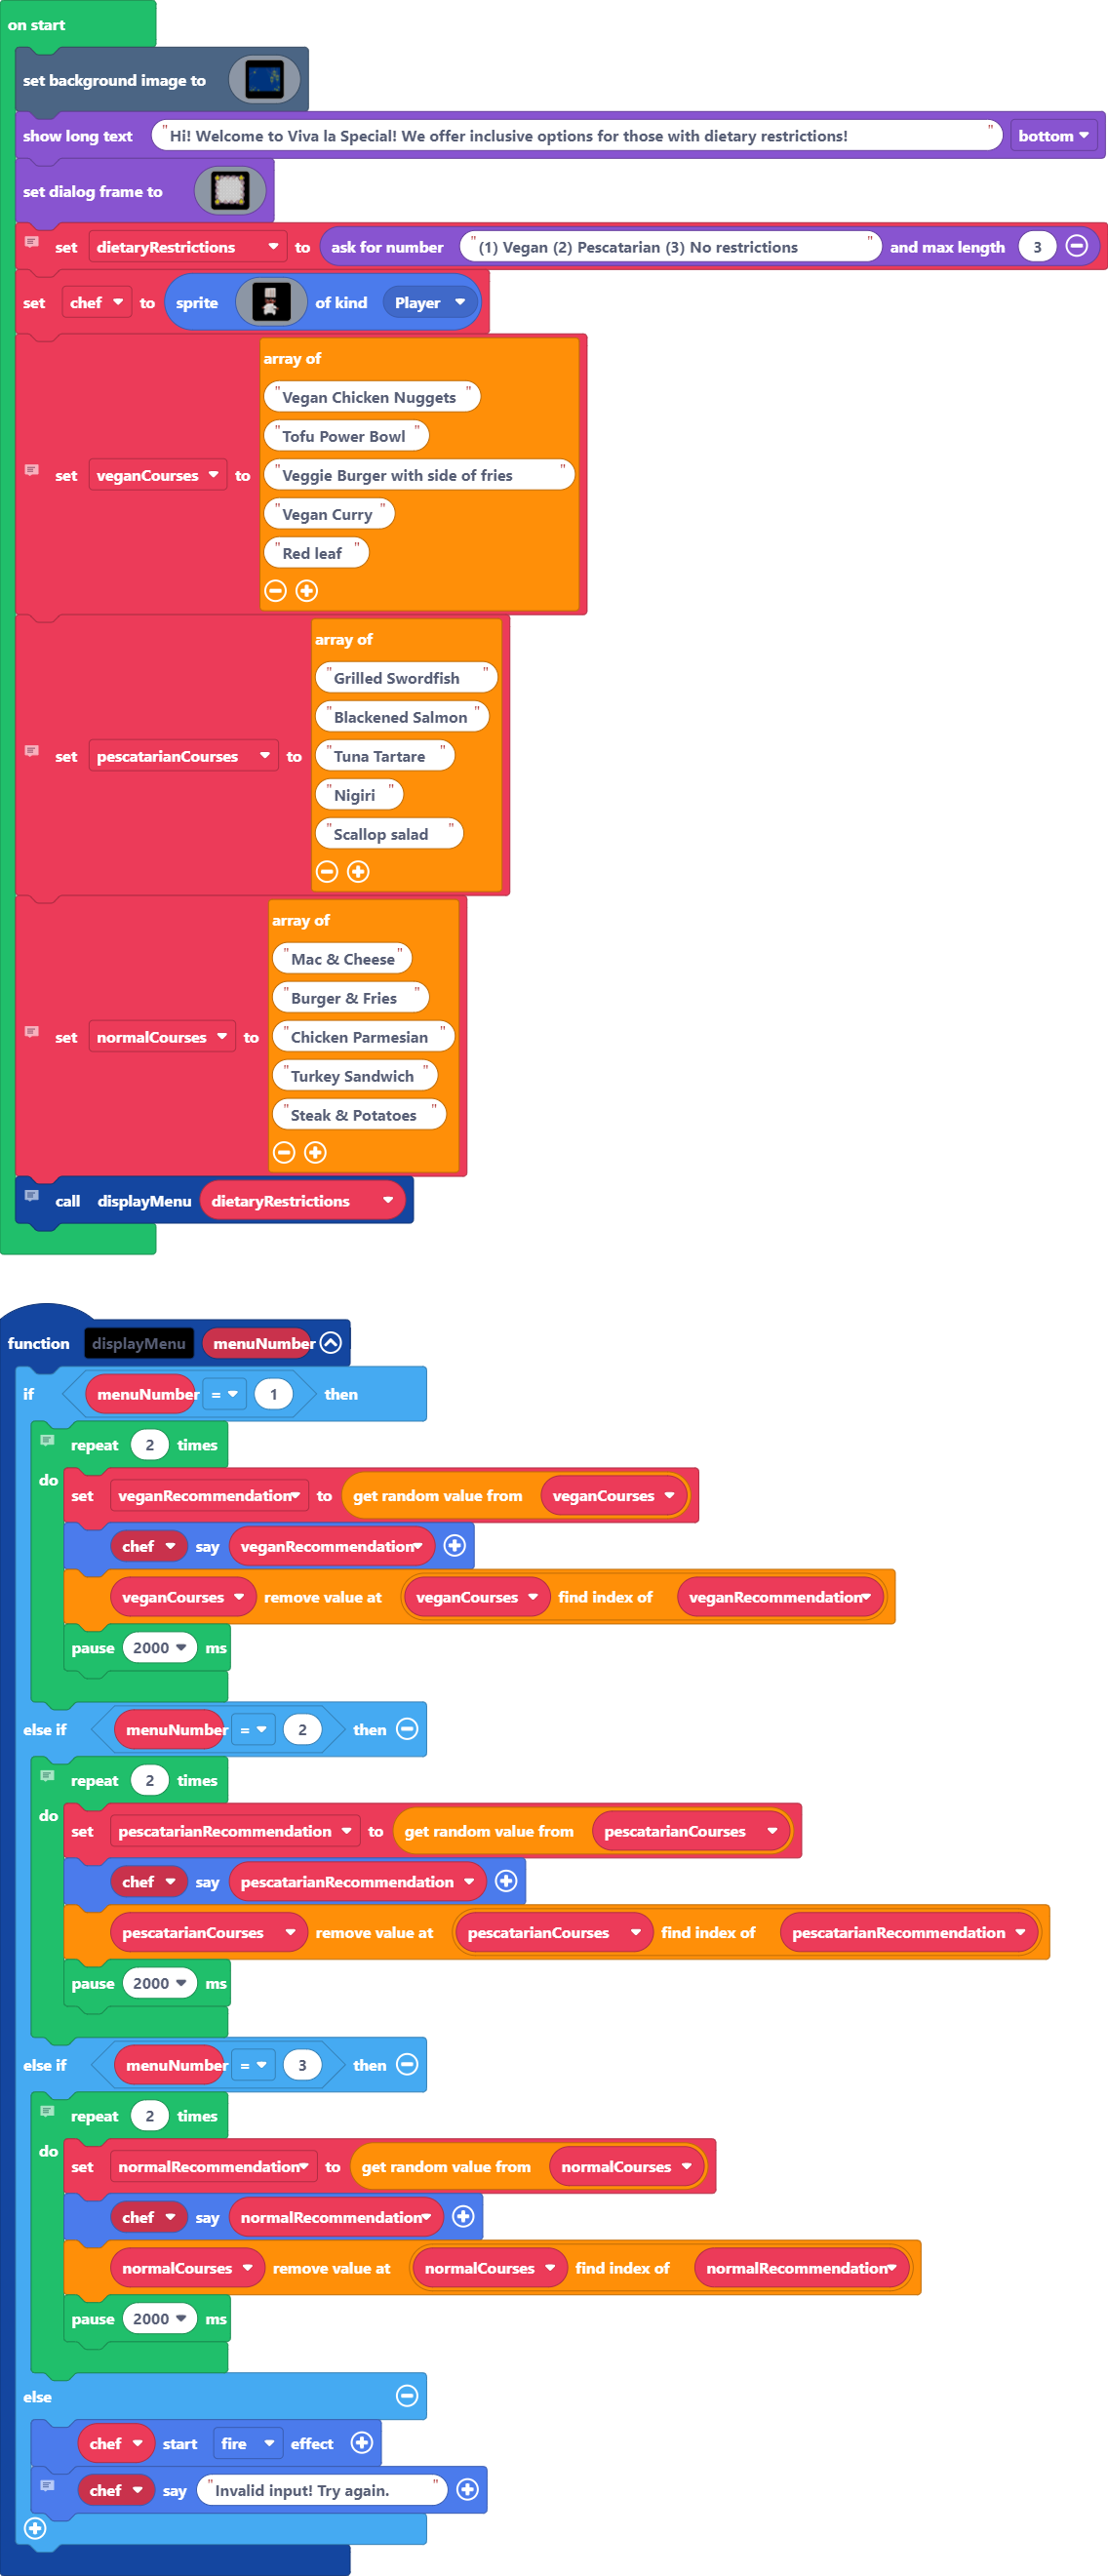 on start
set background image to
show long text "Hi! Welcome to Viva la Special! We offer inclusive options for those with dietary restrictions!" bottom
set dialog frame to
set dietaryRestrictions to ask for number "(1) Vegan (2) Pescatarian (3) No restrictions" and max length 3
set chef to sprite of kind Player
array of
"Vegan Chicken Nuggets"
"Tofu Power Bowl"
set veganCourses to "Veggie Burger with side of fries"
"Vegan Curry"
"Red leaf"
array of
"Grilled Swordfish"
"Blackened Salmon"
set pescatarianCourses to "Tuna Tartare"
"Nigiri"
"Scallop salad"
array of
"Mac & Cheese"
"Burger & Fries"
set normalCourses to "Chicken Parmesian"
"Turkey Sandwich"
"Steak & Potatoes"
call displayMenu dietaryRestrictions
function displayMenu menuNumber
if menuNumber = 1 then
repeat 2 times
do
set veganRecommendation to get random value from veganCourses
chef say veganRecommendation
veganCourses remove value at veganCourses find index of veganRecommendation
pause 2000 ms
else if menuNumber = 2 then
repeat 2 times
do
set pescatarianRecommendation to get random value from pescatarianCourses
chef say pescatarianRecommendation
pescatarianCourses remove value at pescatarianCourses find index of pescatarianRecommendation
pause 2000 ms
else if menuNumber = 3 then
repeat 2 times
do
set normalRecommendation to get random value from normalCourses
chef say normalRecommendation
normalCourses remove value at normalCourses find index of normalRecommendation
pause 2000 ms
else
chef start fire effect
chef say "Invalid input! Try again."